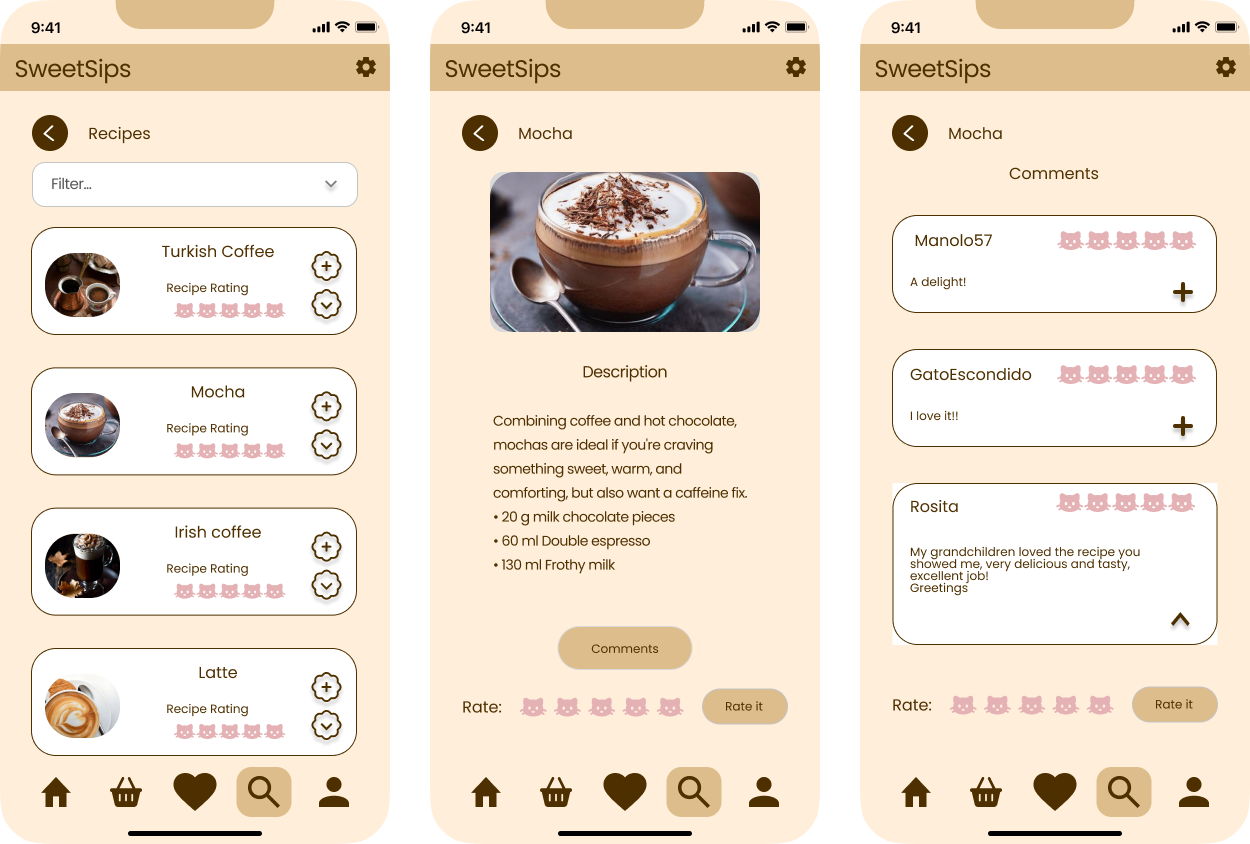 9:41
SweetSips
Recipes
Filter...
Turkish Coffee
Recipe Rating
Mocha
Recipe Rating
Irish coffee
Recipe Rating
Latte
Recipe Rating
9:41
SweetSips
Mocha
Description
Combining coffee and hot chocolate,
mochas are ideal if you're craving
something sweet, warm, and
comforting, but also want a caffeine fix.
• 20 g milk chocolate pieces
• 60 ml Double espresso
• 130 ml Frothy milk
Comments
Rate:
Rate it
9:41
SweetSips
Mocha
Comments
Manolo57
A delight!
GatoEscondido
I love it!!
Rosita
My grandchildren loved the recipe you
showed me, very delicious and tasty,
excellent job!
Greetings
Rate:
Rate it